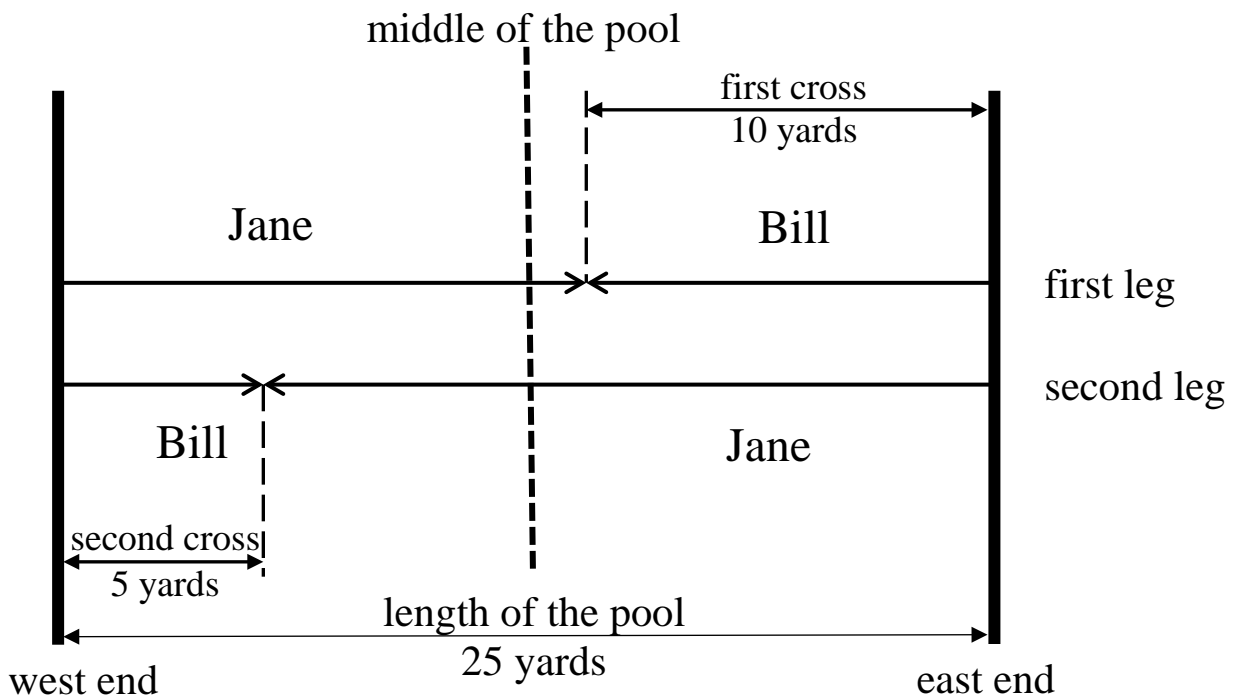 middle of the pool
first cross
10 yards
Jane
Bill
first leg
second leg
Bill
Jane
second cross
5 yards
length of the pool
25 yards
west end
east end